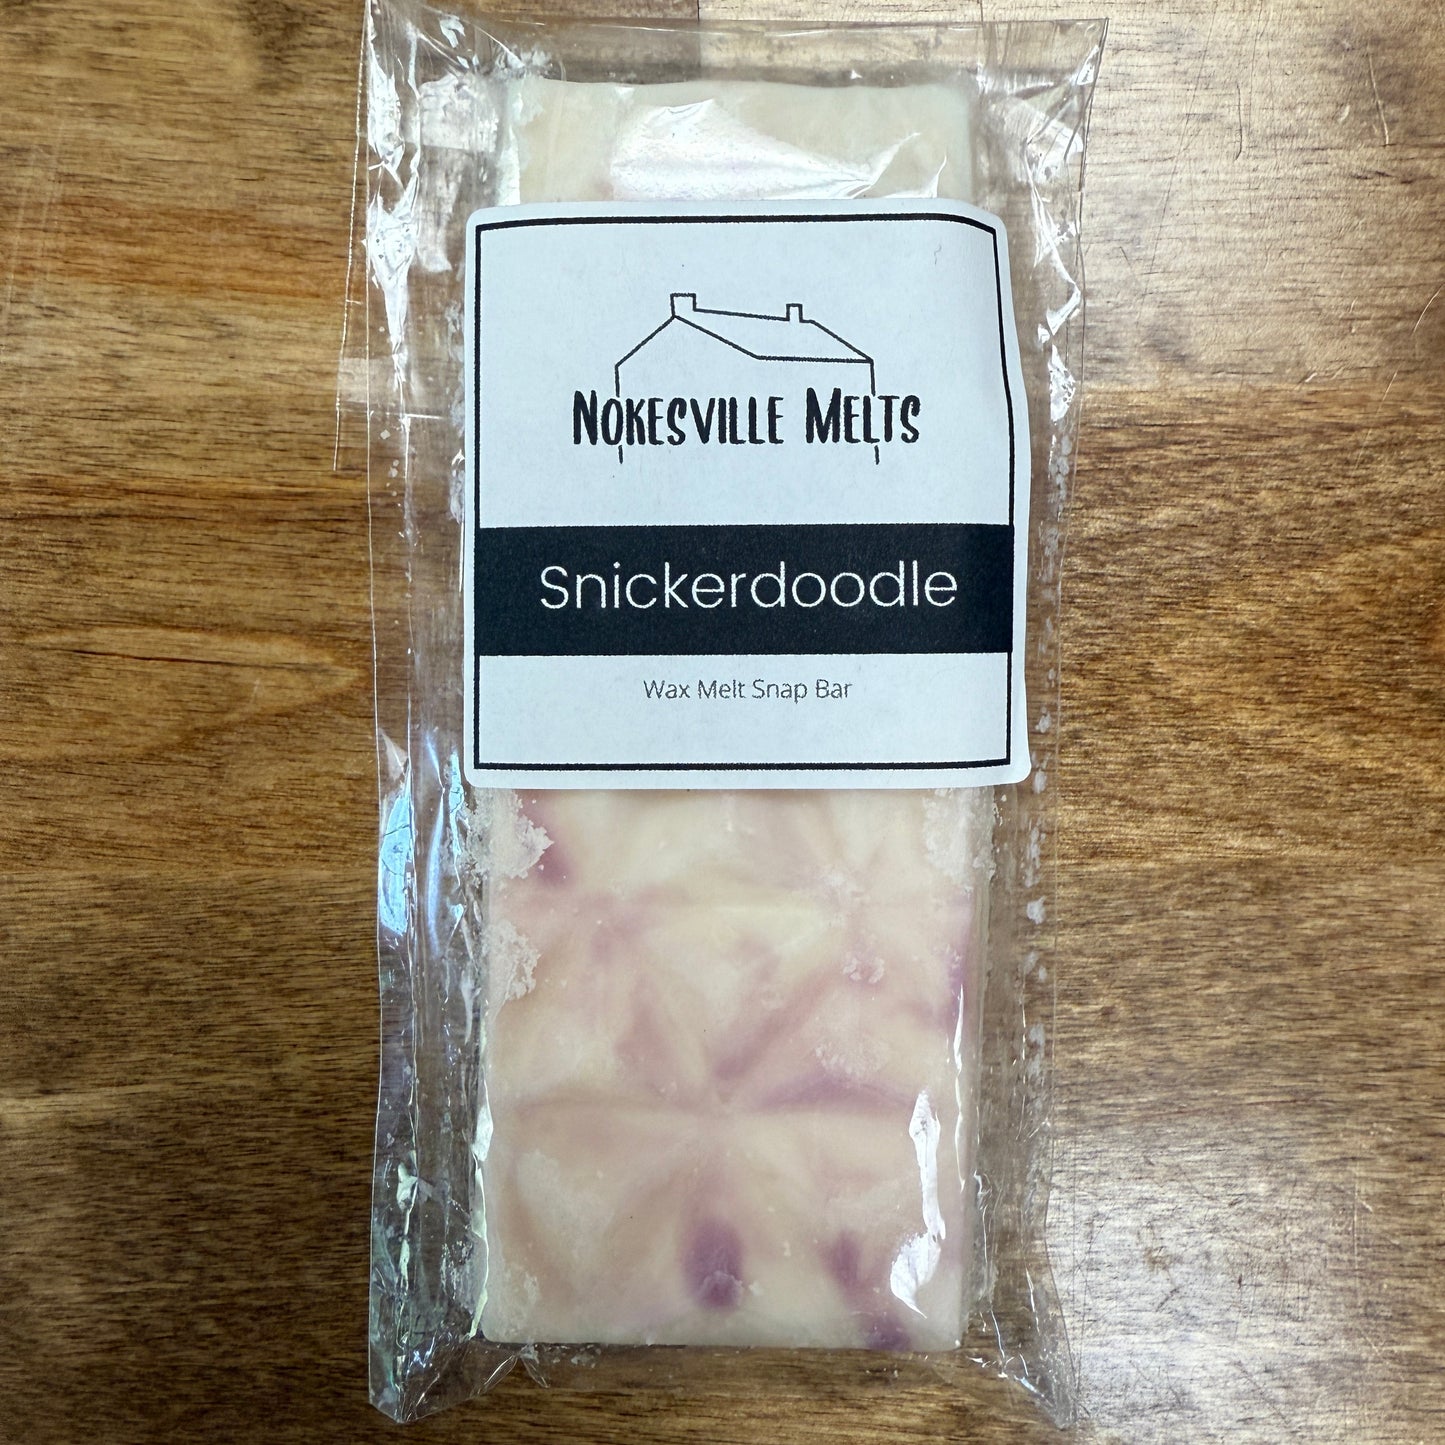 Nokesville Melts
Snickerdoodle
Wax Melt Snap Bar